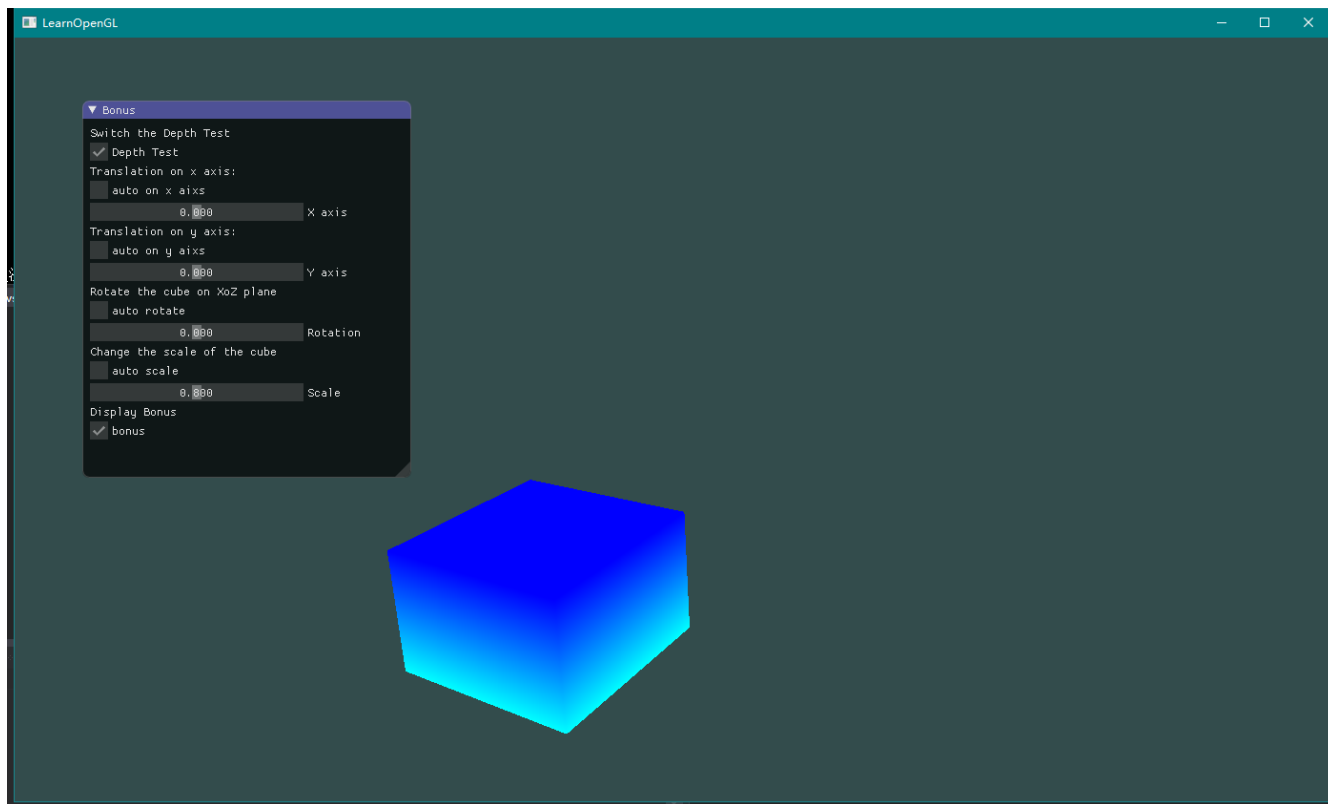 LearnOpenGL
Bonus
Switch the Depth Test
Depth Test
Translation on x axis:
auto on x aixs
0.000 X axis
Translation on y axis:
auto on y aixs
0.000 Y axis
Rotate the cube on XoZ plane
auto rotate
0.000 Rotation
Change the scale of the cube
auto scale
0.800 Scale
Display Bonus
bonus